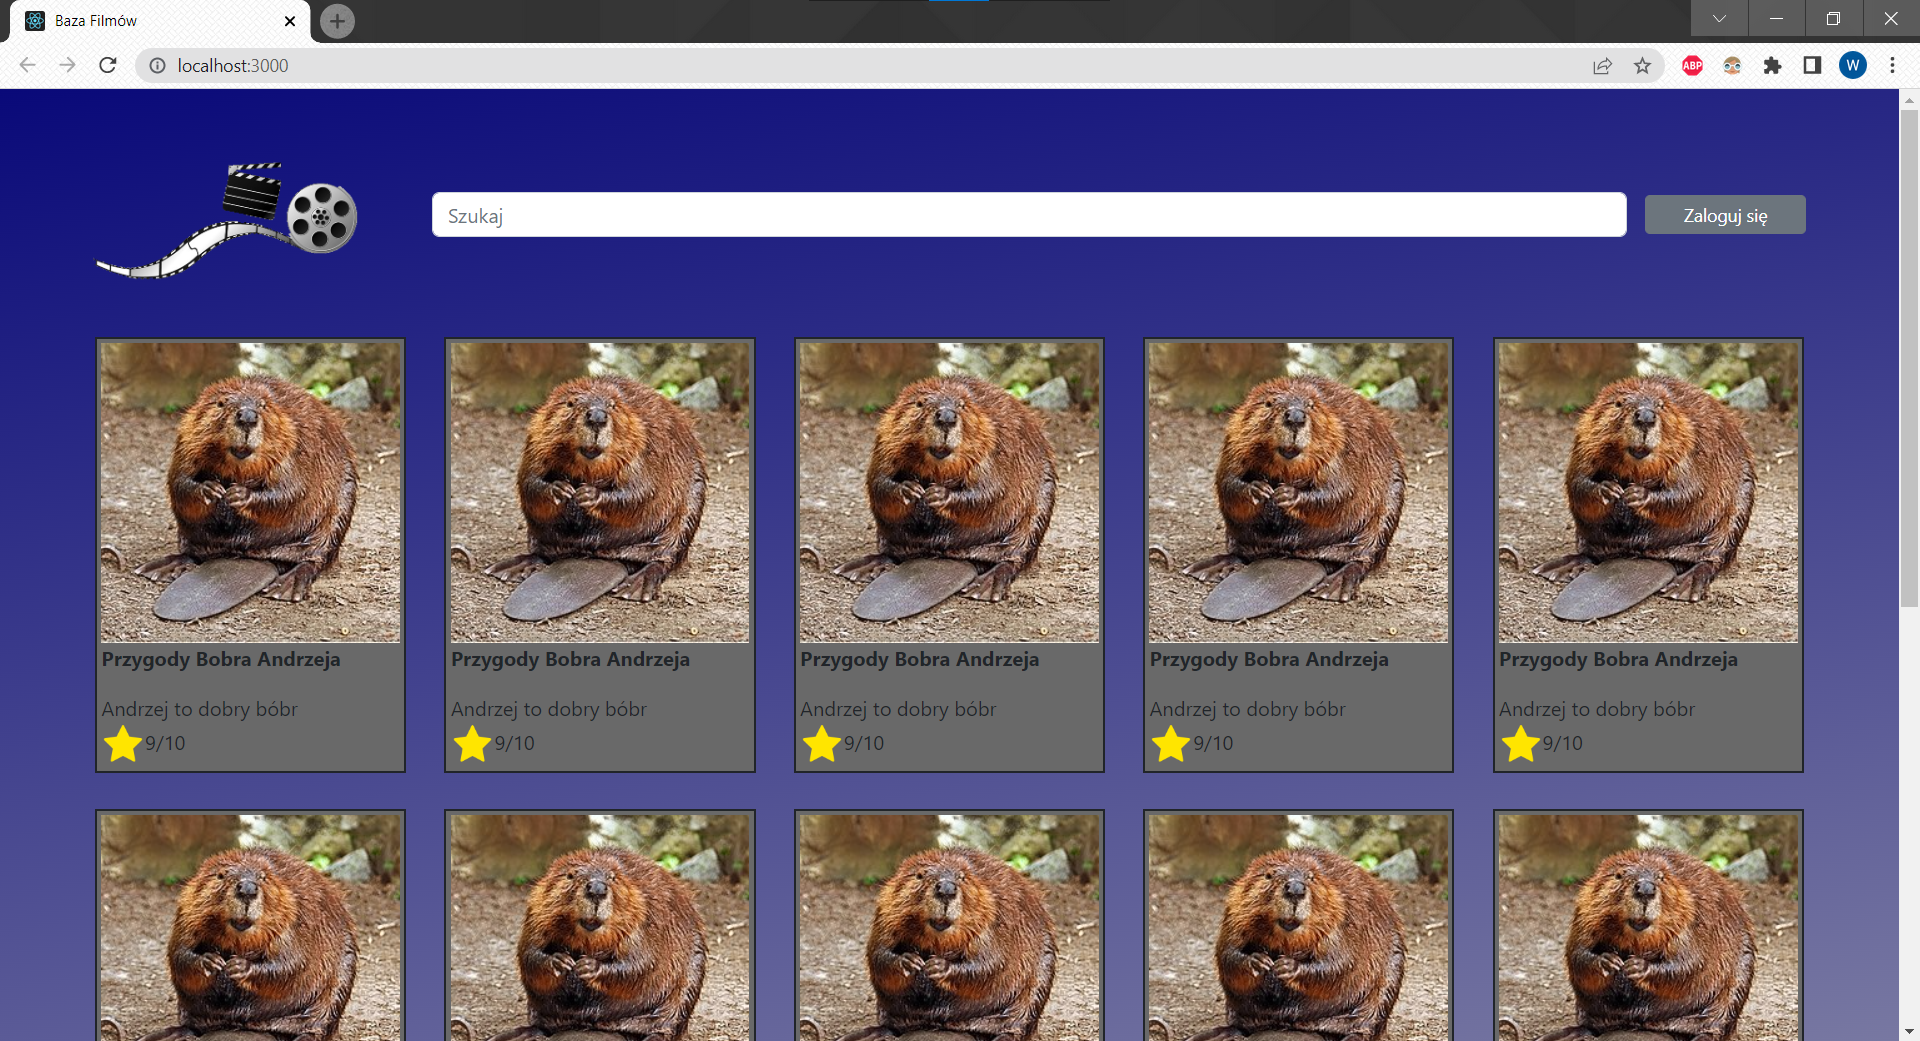 Baza Filmów
localhost:3000
ABP
W
Szukaj
Zaloguj się
Przygody Bobra Andrzeja
Andrzej to dobry bóbr
9/10
Przygody Bobra Andrzeja
Andrzej to dobry bóbr
9/10
Przygody Bobra Andrzeja
Andrzej to dobry bóbr
9/10
Przygody Bobra Andrzeja
Andrzej to dobry bóbr
9/10
Przygody Bobra Andrzeja
Andrzej to dobry bóbr
9/10